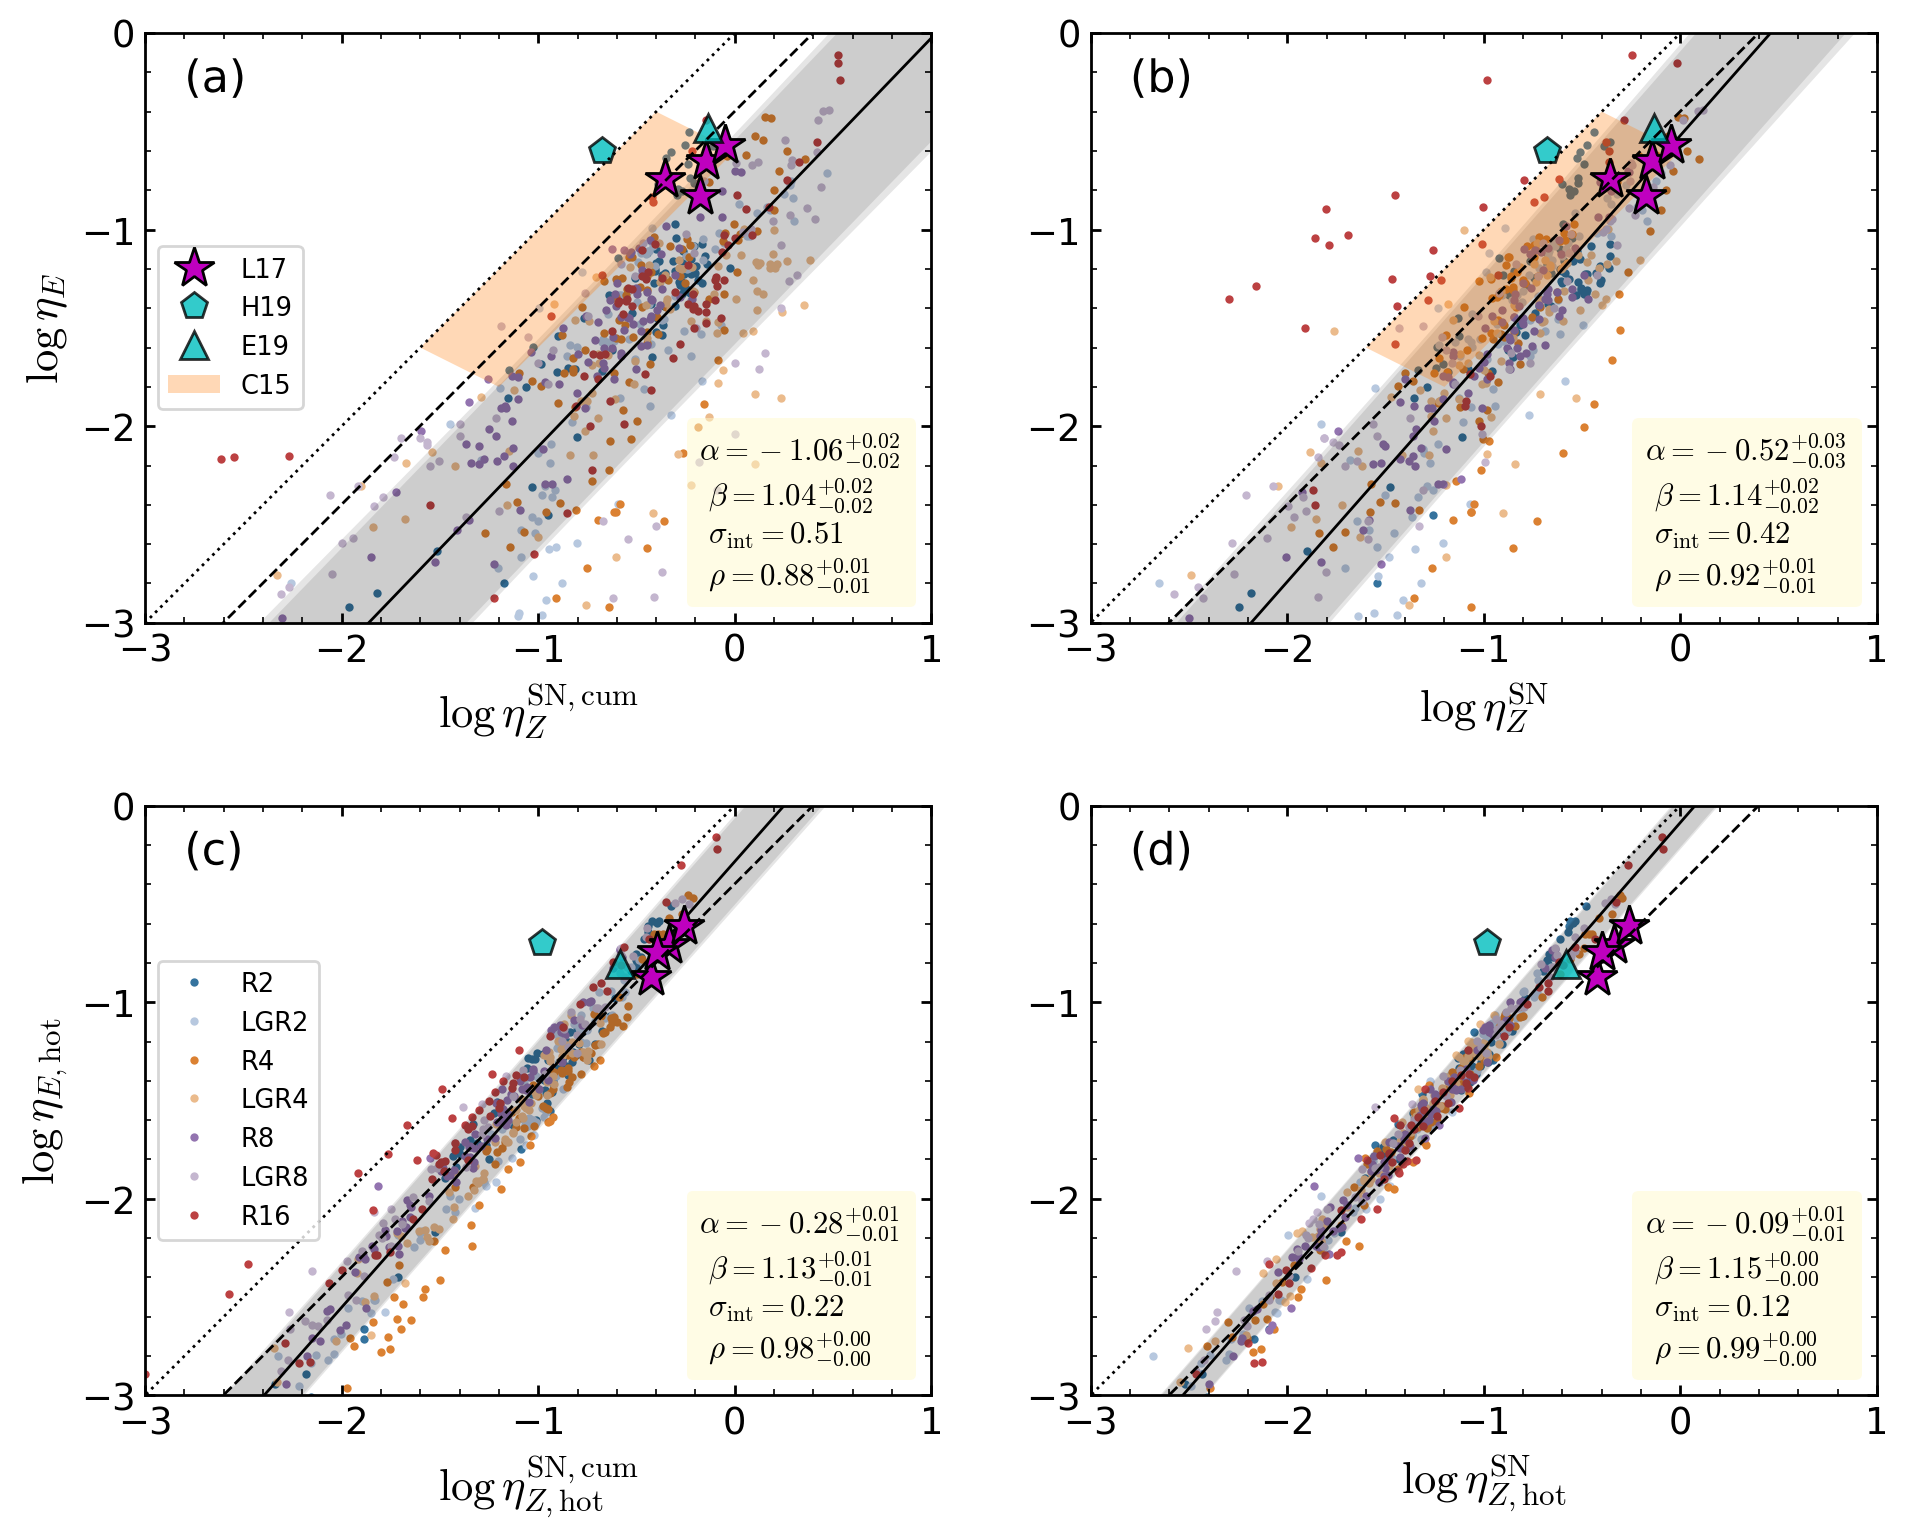 (a)
0
−1
−2
−3
log η_E
L17
H19
E19
C15
α = −1.06^{+0.02}_{−0.02}
β = 1.04^{+0.02}_{−0.02}
σ_int = 0.51
ρ = 0.88^{+0.01}_{−0.01}
−3 −2 −1 0 1
log η_Z^{SN, cum}
(b)
0
−1
−2
−3
α = −0.52^{+0.03}_{−0.03}
β = 1.14^{+0.02}_{−0.02}
σ_int = 0.42
ρ = 0.92^{+0.01}_{−0.01}
−3 −2 −1 0 1
log η_Z^{SN}
(c)
0
−1
−2
−3
log η_{E, hot}
R2
LGR2
R4
LGR4
R8
LGR8
R16
α = −0.28^{+0.01}_{−0.01}
β = 1.13^{+0.01}_{−0.01}
σ_int = 0.22
ρ = 0.98^{+0.00}_{−0.00}
−3 −2 −1 0 1
log η_{Z, hot}^{SN, cum}
(d)
0
−1
−2
−3
α = −0.09^{+0.01}_{−0.01}
β = 1.15^{+0.00}_{−0.00}
σ_int = 0.12
ρ = 0.99^{+0.00}_{−0.00}
−3 −2 −1 0 1
log η_{Z, hot}^{SN}